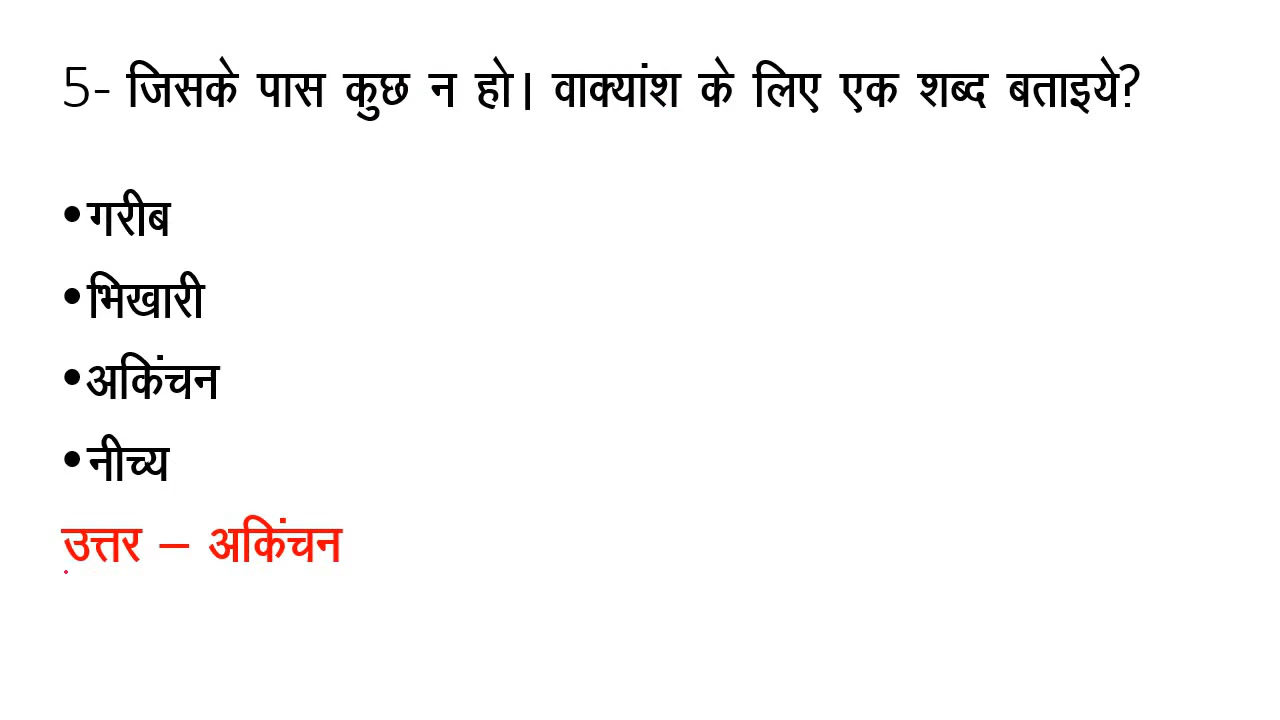 5- जिसके पास कुछ न हो। वाक्यांश के लिए एक शब्द बताइये?
•गरीब
•भिखारी
•अकिंचन
•नीच्य
उत्तर – अकिंचन